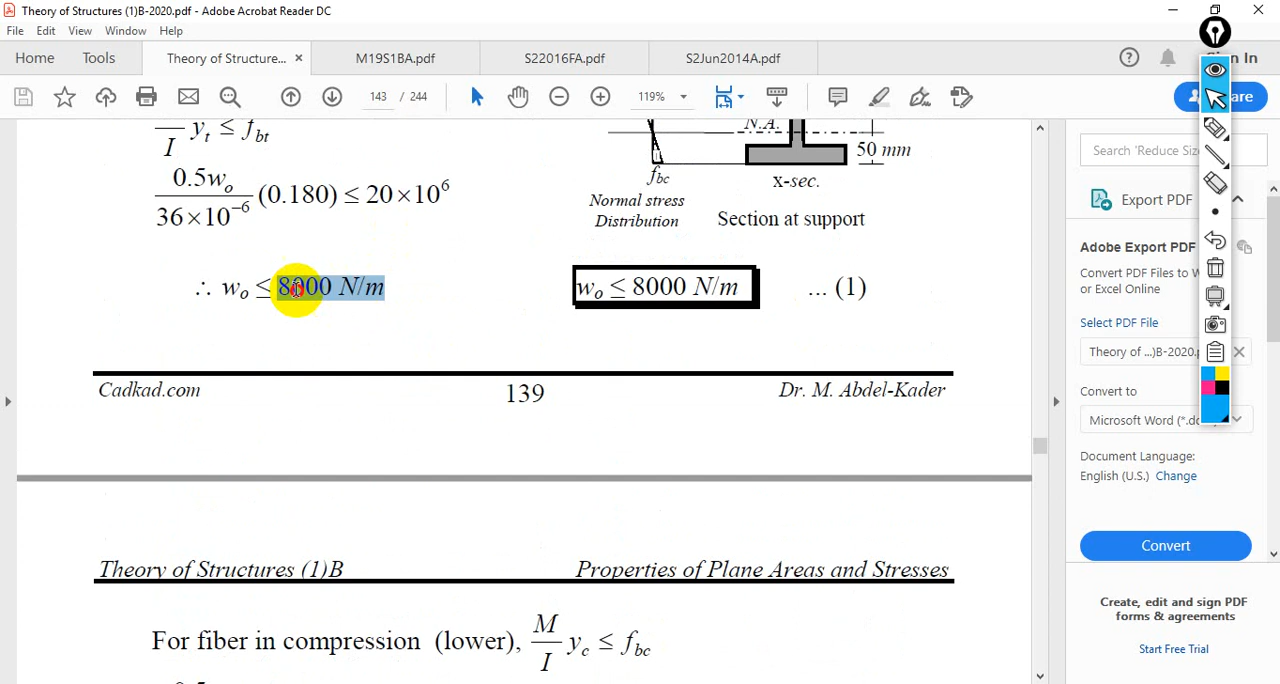 Theory of Structures (1)B-2020.pdf - Adobe Acrobat Reader DC
File Edit View Window Help
Home Tools Theory of Structure... × M19S1BA.pdf S22016FA.pdf S2Jun2014A.pdf Sign In
143 / 244 119%
M/I y_t ≤ f_bt
0.5w_o / 36×10^-6 (0.180) ≤ 20×10^6
N.A.
50 mm
f_bc
x-sec.
Normal stress
Distribution
Section at support
∴ w_o ≤ 8000 N/m
w_o ≤ 8000 N/m ... (1)
Cadkad.com 139 Dr. M. Abdel-Kader
Theory of Structures (1)B Properties of Plane Areas and Stresses
For fiber in compression (lower), M/I y_c ≤ f_bc
Search 'Reduce Siz
Export PDF
Adobe Export PDF
Convert PDF Files to W
or Excel Online
Select PDF File
Theory of ...)B-2020.p ×
Convert to
Microsoft Word (*.do
Document Language:
English (U.S.) Change
Convert
Create, edit and sign PDF
forms & agreements
Start Free Trial